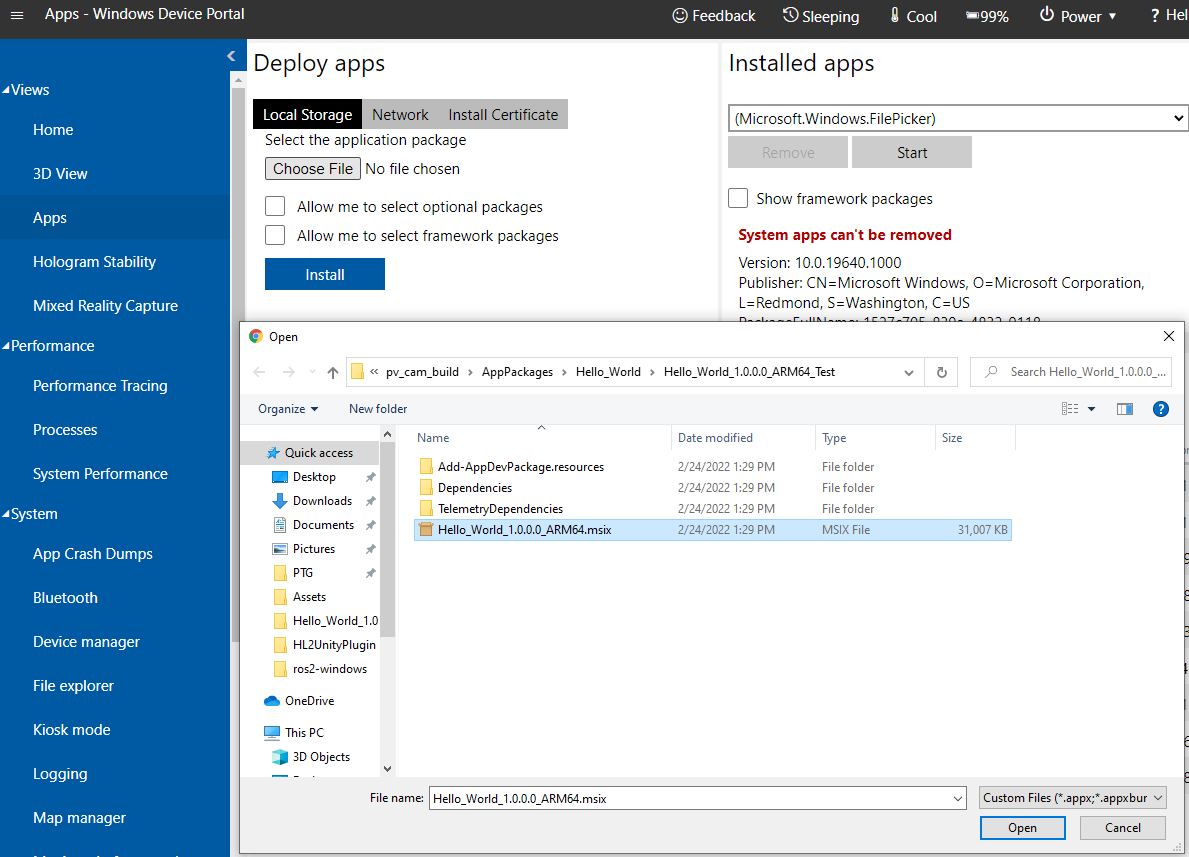 Apps - Windows Device Portal
Feedback
Sleeping
Cool
99%
Power
? Hel
Views
Home
3D View
Apps
Hologram Stability
Mixed Reality Capture
Performance
Performance Tracing
Processes
System Performance
System
App Crash Dumps
Bluetooth
Device manager
File explorer
Kiosk mode
Logging
Map manager
Deploy apps
Local Storage Network Install Certificate
Select the application package
Choose File No file chosen
Allow me to select optional packages
Allow me to select framework packages
Install
Installed apps
(Microsoft.Windows.FilePicker)
Remove Start
Show framework packages
System apps can't be removed
Version: 10.0.19640.1000
Publisher: CN=Microsoft Windows, O=Microsoft Corporation,
L=Redmond, S=Washington, C=US
Open
« pv_cam_build > AppPackages > Hello_World > Hello_World_1.0.0.0_ARM64_Test
Search Hello_World_1.0.0.0_...
Organize New folder
Quick access
Desktop
Downloads
Documents
Pictures
PTG
Assets
Hello_World_1.0
HL2UnityPlugin
ros2-windows
OneDrive
This PC
3D Objects
Name Date modified Type Size
Add-AppDevPackage.resources 2/24/2022 1:29 PM File folder
Dependencies 2/24/2022 1:29 PM File folder
TelemetryDependencies 2/24/2022 1:29 PM File folder
Hello_World_1.0.0.0_ARM64.msix 2/24/2022 1:29 PM MSIX File 31,007 KB
File name: Hello_World_1.0.0.0_ARM64.msix
Custom Files (*.appx;*.appxbur
Open Cancel